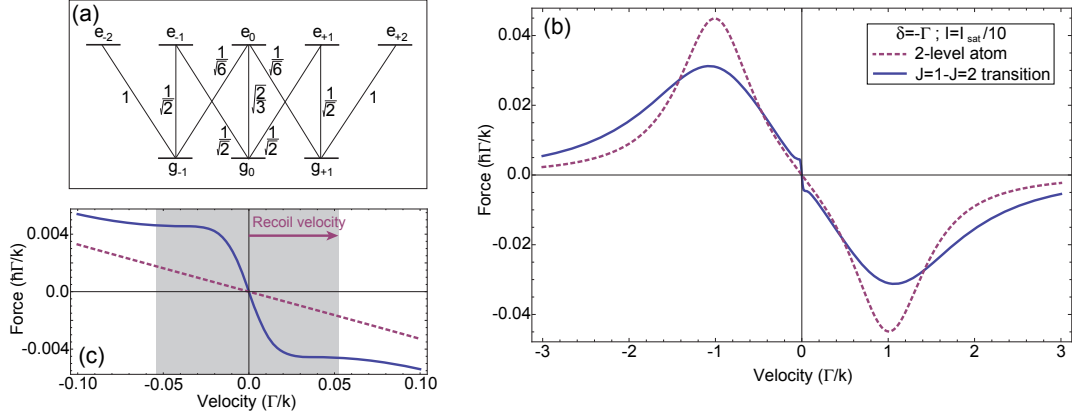 (a)
e-2 e-1 e0 e+1 e+2
1 1/√2 1/√6 √2/3 1/√6 1/√2 1
1/√2 1/√2
g-1 g0 g+1
(b)
δ=-Γ ; I=Isat/10
2-level atom
J=1-J=2 transition
Force (ħΓ/k)
0.04
0.02
0.0
-0.02
-0.04
-3 -2 -1 0 1 2 3
Velocity (Γ/k)
(c)
Recoil velocity
Force (ħΓ/k)
0.004
0.0
-0.004
-0.10 -0.05 0.0 0.05 0.10
Velocity (Γ/k)